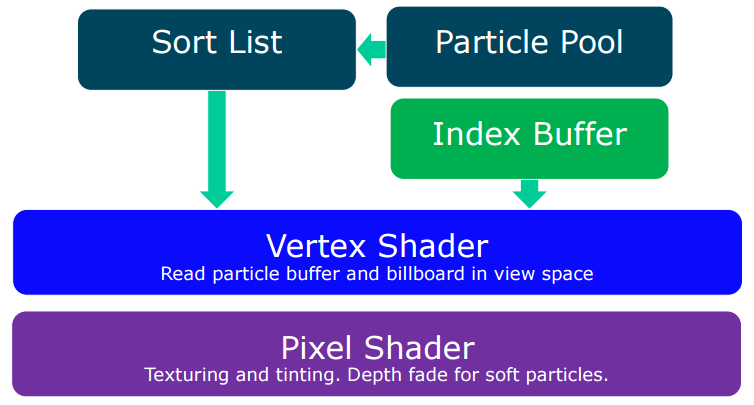 Sort List
Particle Pool
Index Buffer
Vertex Shader
Read particle buffer and billboard in view space
Pixel Shader
Texturing and tinting. Depth fade for soft particles.